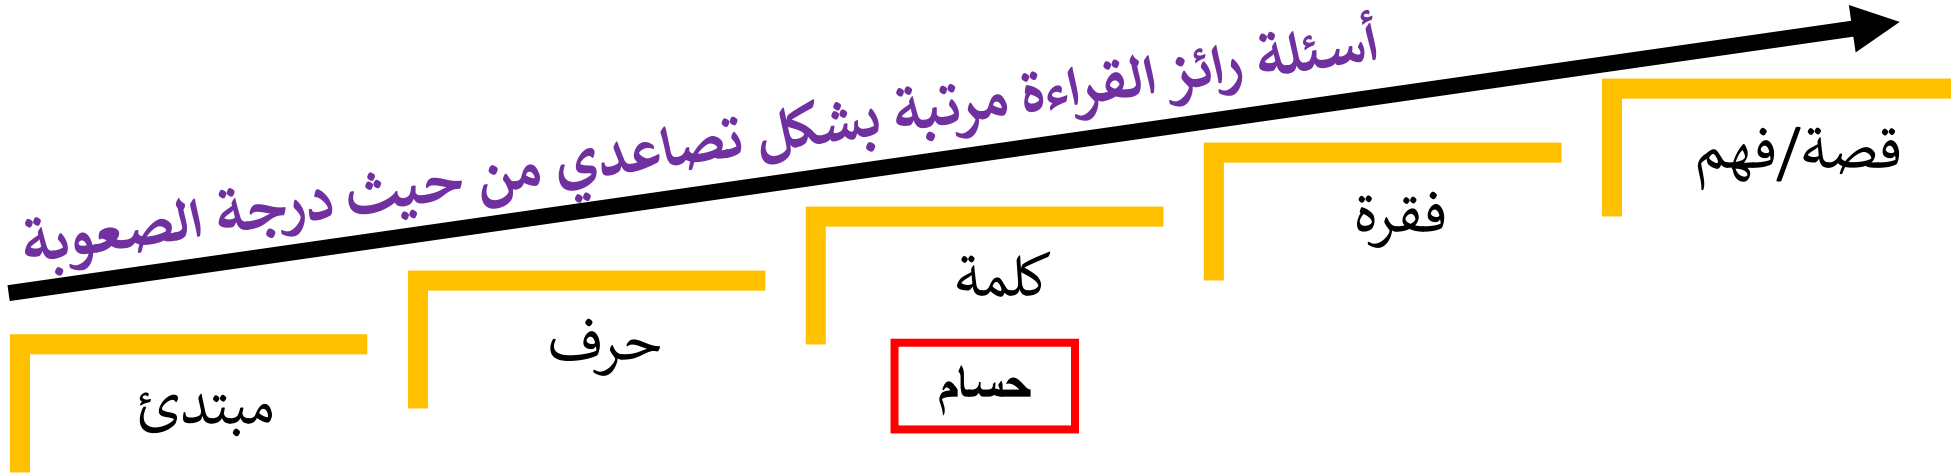 أسئلة رائز القراءة مرتبة بشكل تصاعدي من حيث درجة الصعوبة
قصة/فهم
فقرة
كلمة
حسام
حرف
مبتدئ